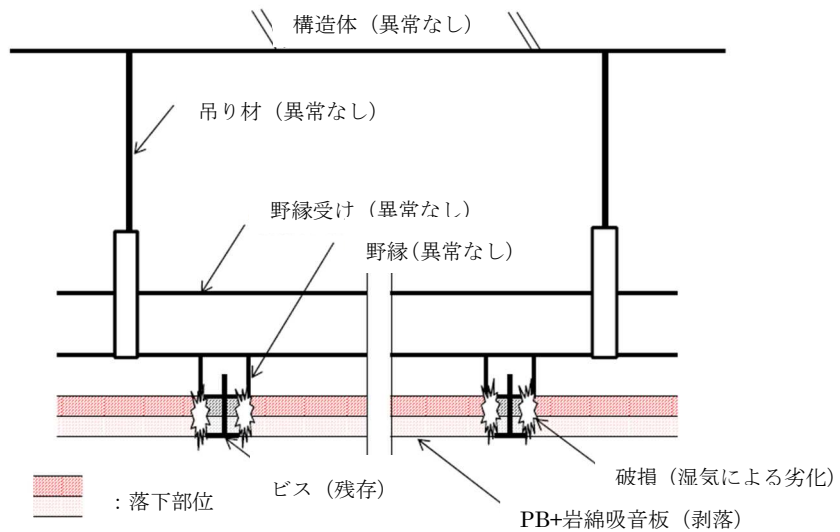 構造体（異常なし）
吊り材（異常なし）
野縁受け（異常なし）
野縁（異常なし）
破損（湿気による劣化）
ビス（残存）
：落下部位
PB+岩綿吸音板（剥落）